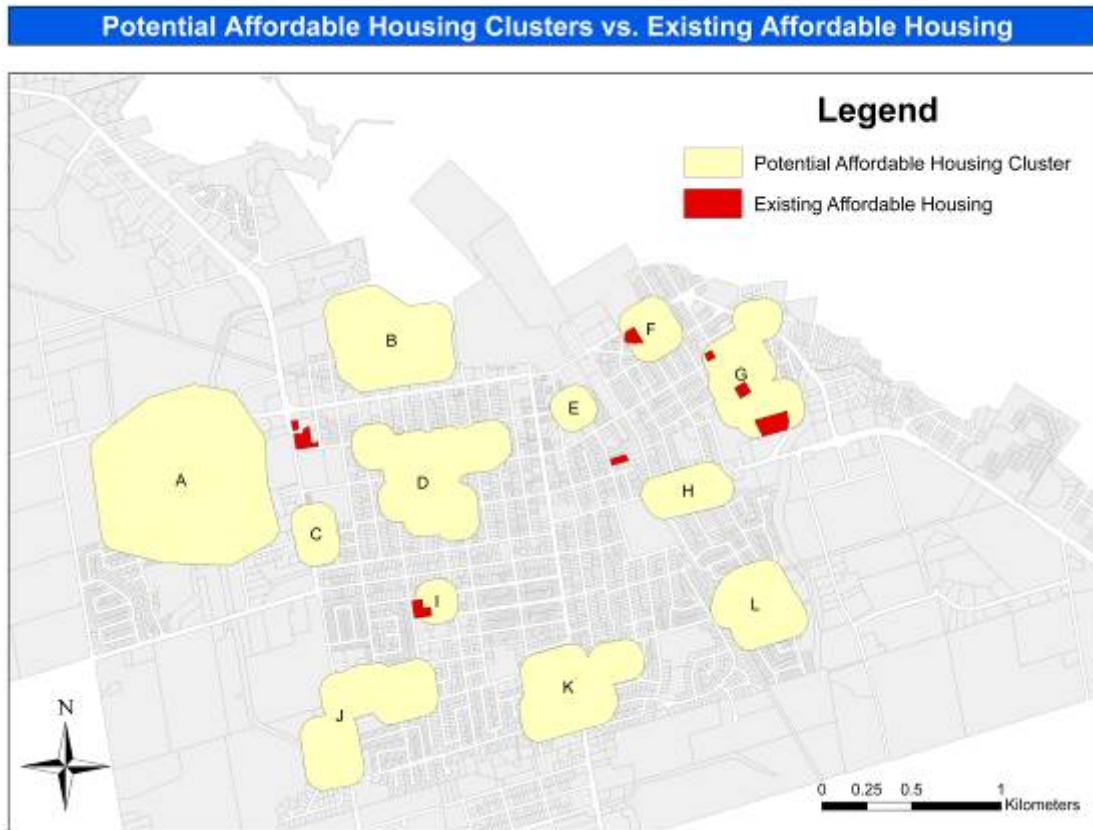 Potential Affordable Housing Clusters vs. Existing Affordable Housing
Legend
Potential Affordable Housing Cluster
Existing Affordable Housing
B
F
G
E
A
D
H
C
I
L
K
J
N
0 0.25 0.5 1
Kilometers